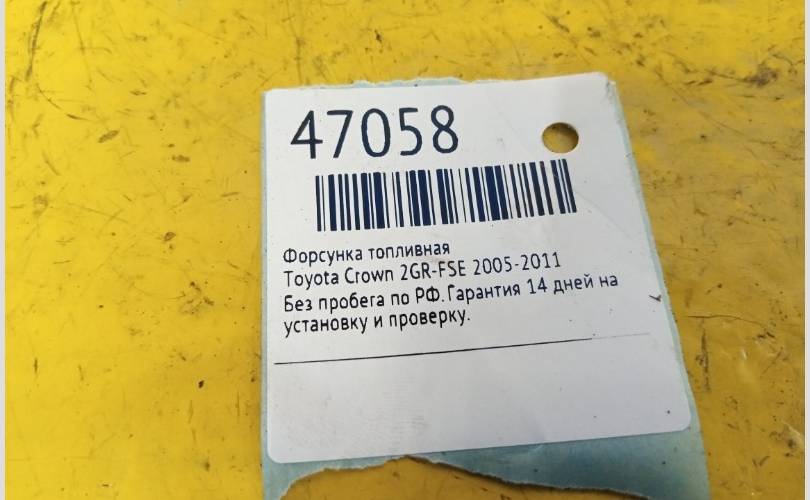 47058
Форсунка топливная
Toyota Crown 2GR-FSE 2005-2011
Без пробега по РФ.Гарантия 14 дней на
установку и проверку.